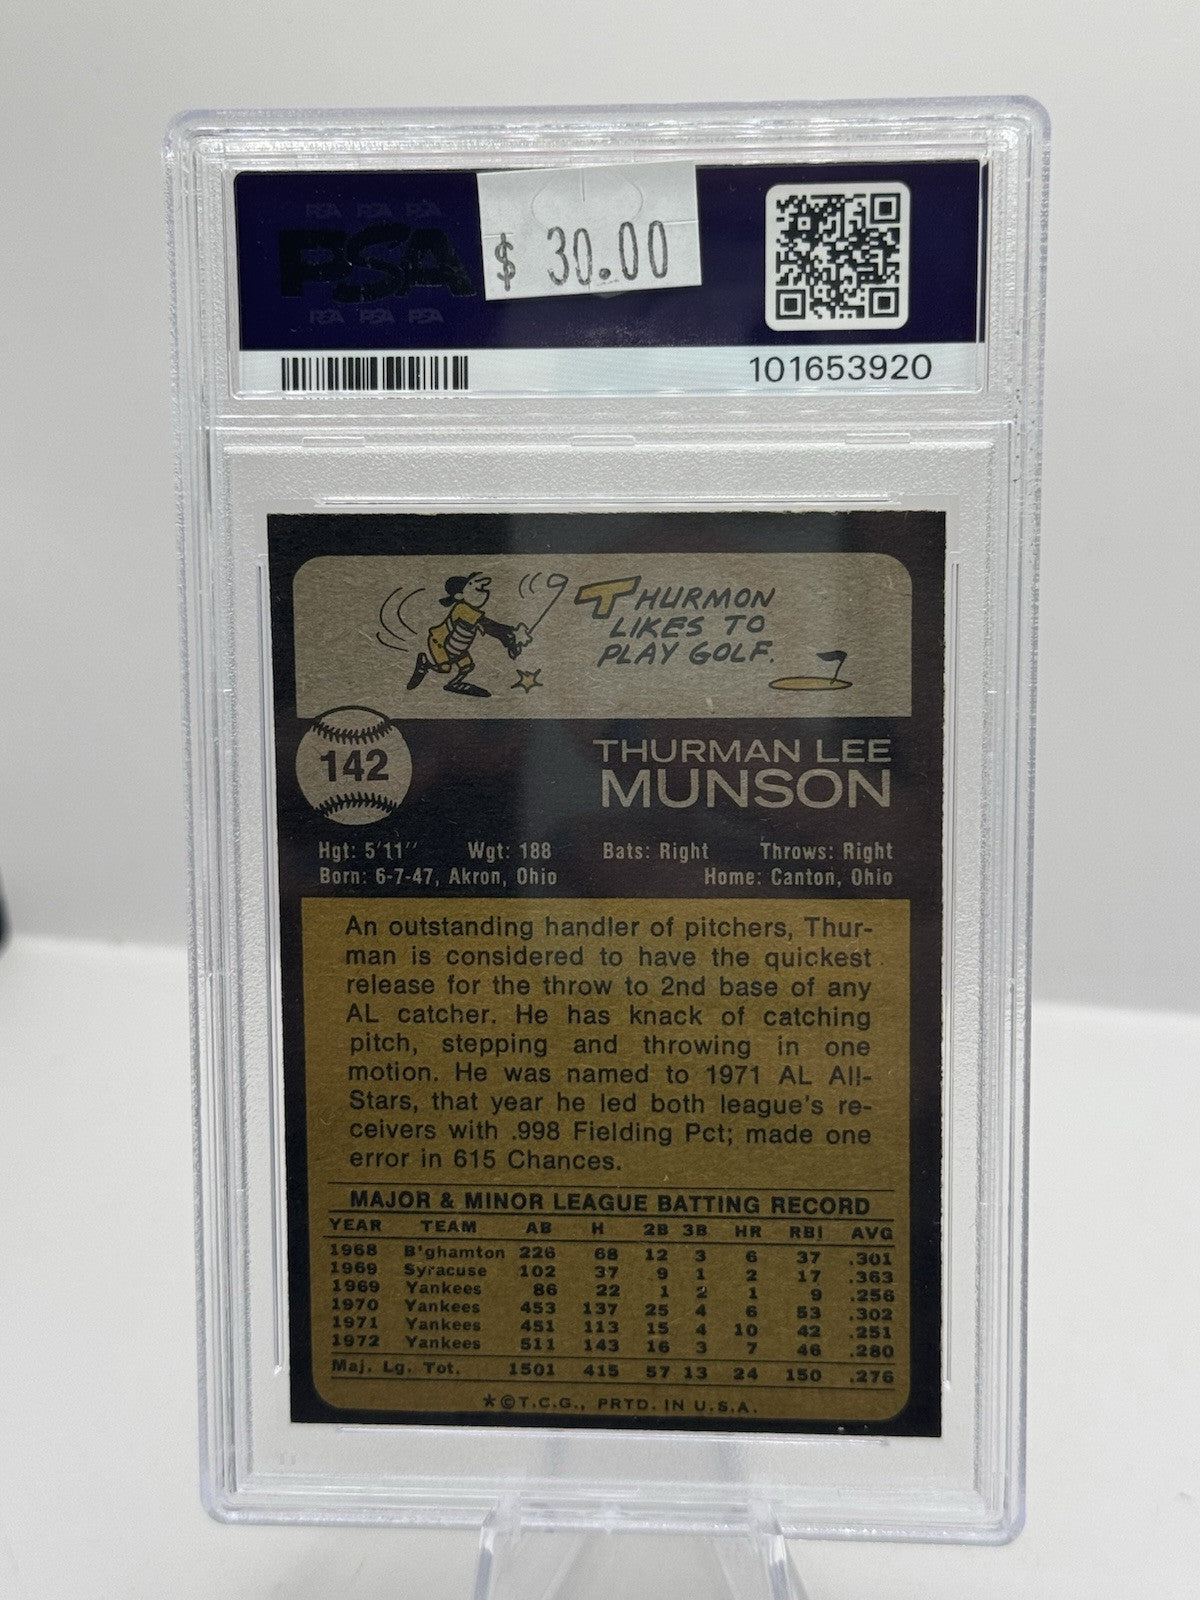 PSA PSA PSA
PSA
PSA PSA PSA
$ 30.00
101653920
THURMON
LIKES TO
PLAY GOLF.
142
THURMAN LEE
MUNSON
Hgt: 5'11" Wgt: 188 Bats: Right Throws: Right
Born: 6-7-47, Akron, Ohio Home: Canton, Ohio
An outstanding handler of pitchers, Thur-
man is considered to have the quickest
release for the throw to 2nd base of any
AL catcher. He has knack of catching
pitch, stepping and throwing in one
motion. He was named to 1971 AL All-
Stars, that year he led both league's re-
ceivers with .998 Fielding Pct; made one
error in 615 Chances.
MAJOR & MINOR LEAGUE BATTING RECORD
YEAR TEAM AB H 2B 3B HR RBI AVG
1968 B'ghamton 226 68 12 3 6 37 .301
1969 Syracuse 102 37 9 1 2 17 .363
1969 Yankees 86 22 1 2 1 9 .256
1970 Yankees 453 137 25 4 6 53 .302
1971 Yankees 451 113 15 4 10 42 .251
1972 Yankees 511 143 16 3 7 46 .280
Maj. Lg. Tot. 1501 415 57 13 24 150 .276
*©T.C.G., PRTD. IN U.S.A.